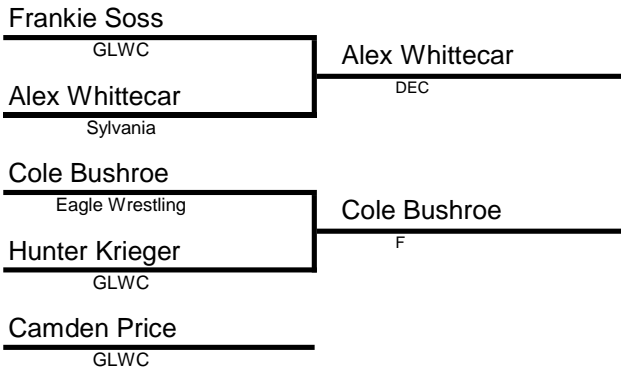 Frankie Soss
GLWC
Alex Whittecar
DEC
Alex Whittecar
Sylvania
Cole Bushroe
Eagle Wrestling
Cole Bushroe
F
Hunter Krieger
GLWC
Camden Price
GLWC